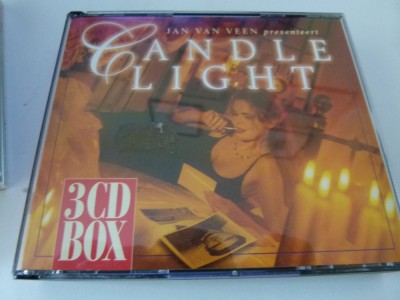 JAN VAN VEEN presenteert
CANDLE
LIGHT
3CD
BOX